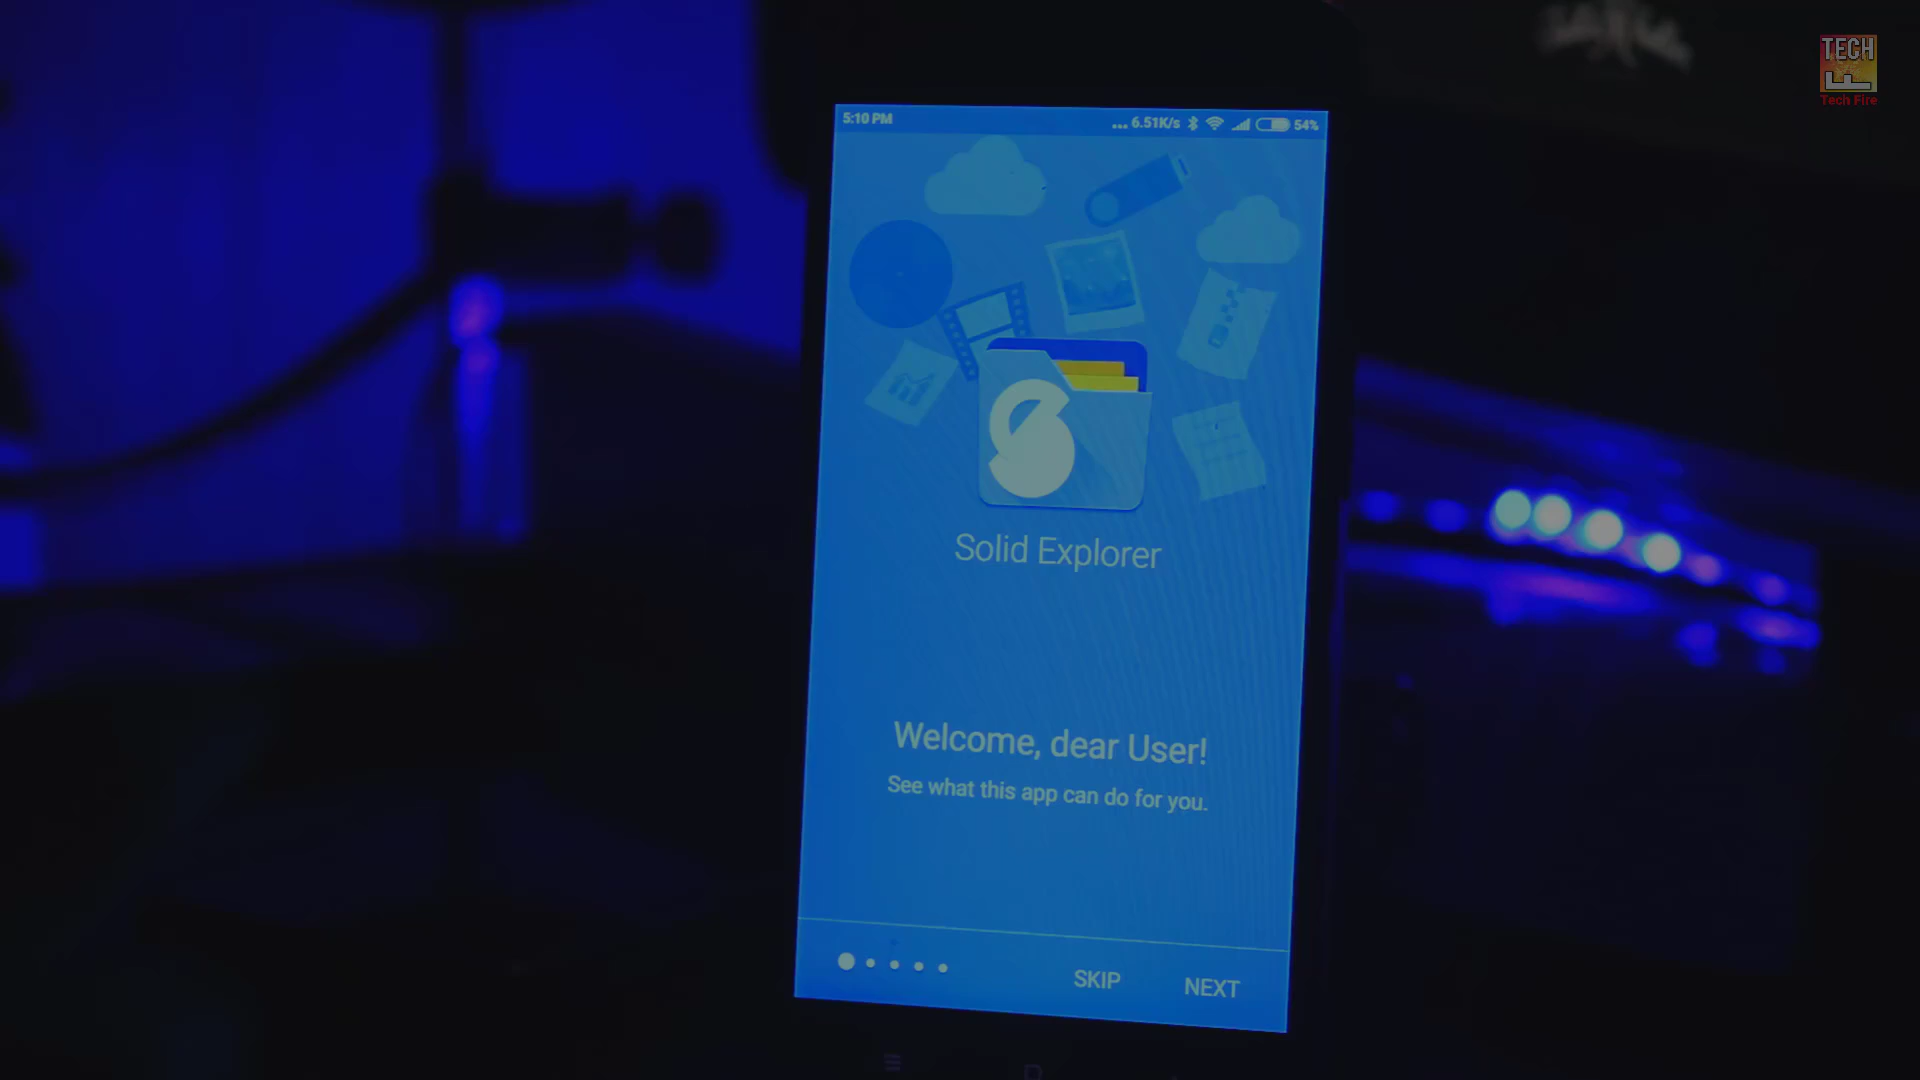 TECH
F
Tech Fire
5:10 PM
... 6.51K/s 54%
Solid Explorer
Welcome, dear User!
See what this app can do for you.
SKIP NEXT